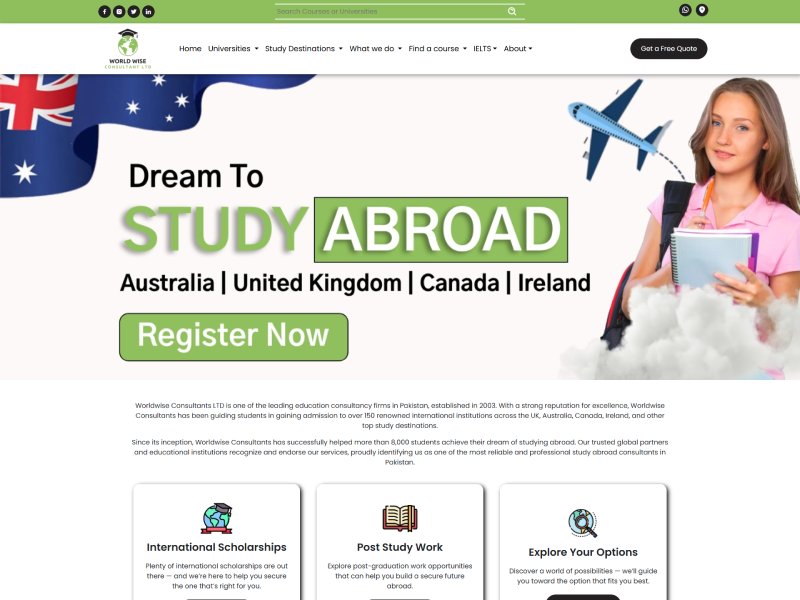 Search Courses or Universities
WORLD WISE
CONSULTANT LTD
Home Universities Study Destinations What we do Find a course IELTS About
Get a Free Quote
Dream To
STUDY ABROAD
Australia | United Kingdom | Canada | Ireland
Register Now
Worldwise Consultants LTD is one of the leading education consultancy firms in Pakistan, established in 2003. With a strong reputation for excellence, Worldwise
Consultants has been guiding students in gaining admission to over 150 renowned international institutions across the UK, Australia, Canada, Ireland, and other
top study destinations.
Since its inception, Worldwise Consultants has successfully helped more than 8,000 students achieve their dream of studying abroad. Our trusted global partners
and educational institutions recognize and endorse our services, proudly identifying us as one of the most reliable and professional study abroad consultants in
Pakistan.
International Scholarships
Plenty of international scholarships are out
there — and we're here to help you secure
the one that's right for you.
Post Study Work
Explore post-graduation work opportunities
that can help you build a secure future
abroad.
Explore Your Options
Discover a world of possibilities — we'll guide
you toward the option that fits you best.